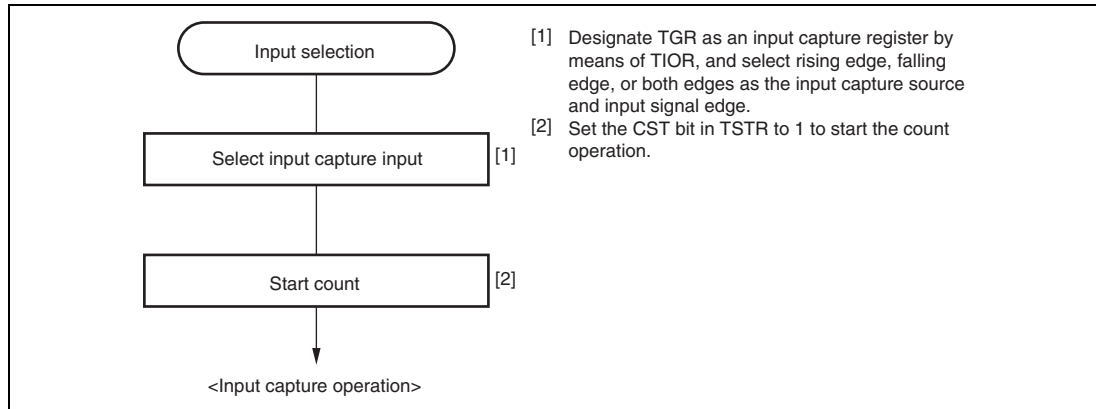 Input selection
Select input capture input
[1]
Start count
[2]
<Input capture operation>
[1] Designate TGR as an input capture register by
means of TIOR, and select rising edge, falling
edge, or both edges as the input capture source
and input signal edge.
[2] Set the CST bit in TSTR to 1 to start the count
operation.